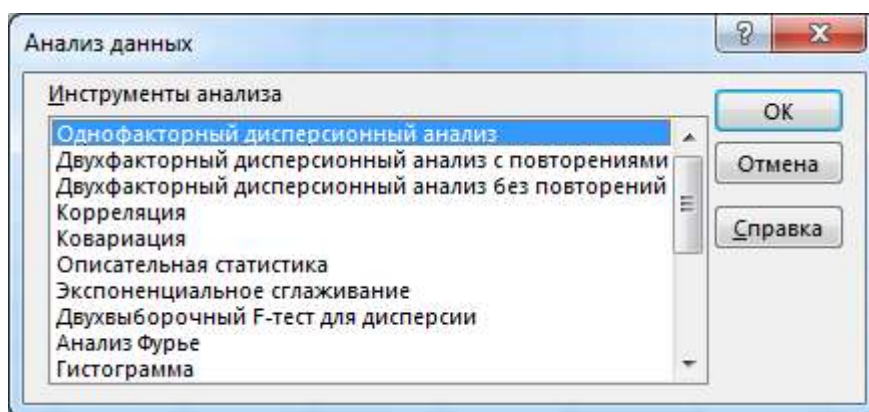 Анализ данных
Инструменты анализа
Однофакторный дисперсионный анализ
Двухфакторный дисперсионный анализ с повторениями
Двухфакторный дисперсионный анализ без повторений
Корреляция
Ковариация
Описательная статистика
Экспоненциальное сглаживание
Двухвыборочный F-тест для дисперсии
Анализ Фурье
Гистограмма
OK
Отмена
Справка